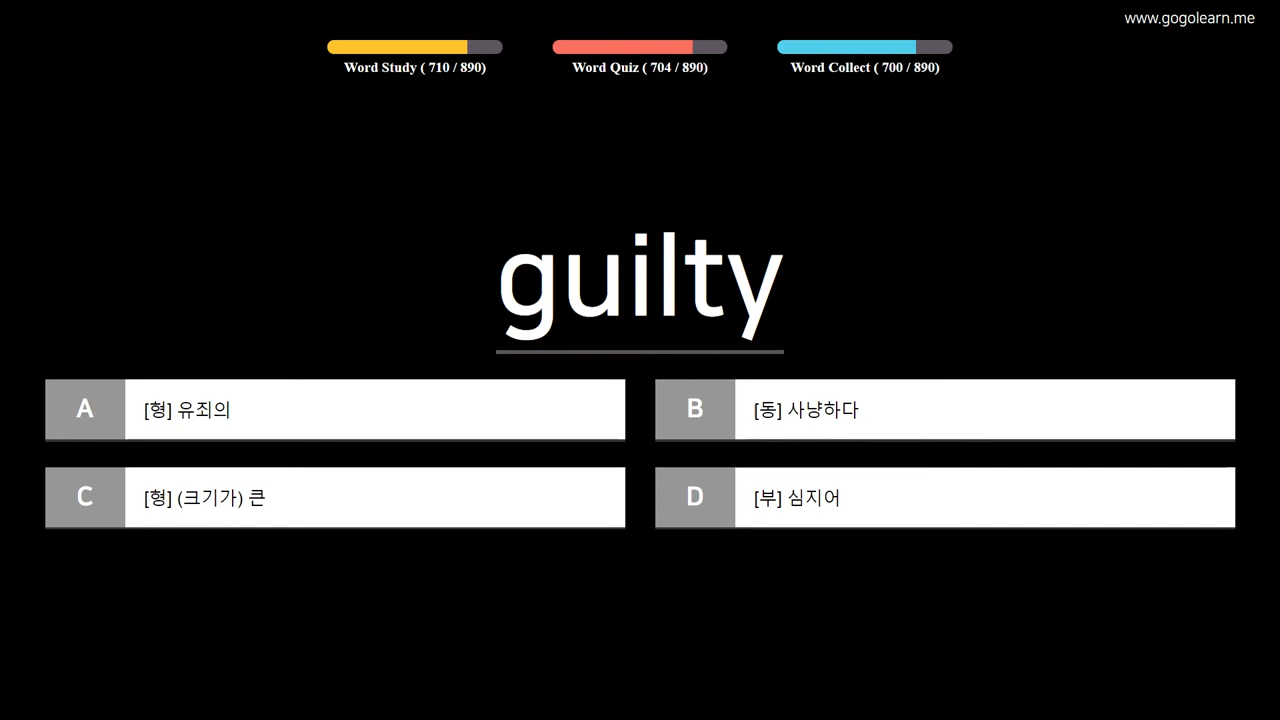 www.gogolearn.me
Word Study ( 710 / 890)
Word Quiz ( 704 / 890)
Word Collect ( 700 / 890)
guilty
A [형] 유죄의
B [동] 사냥하다
C [형] (크기가) 큰
D [부] 심지어